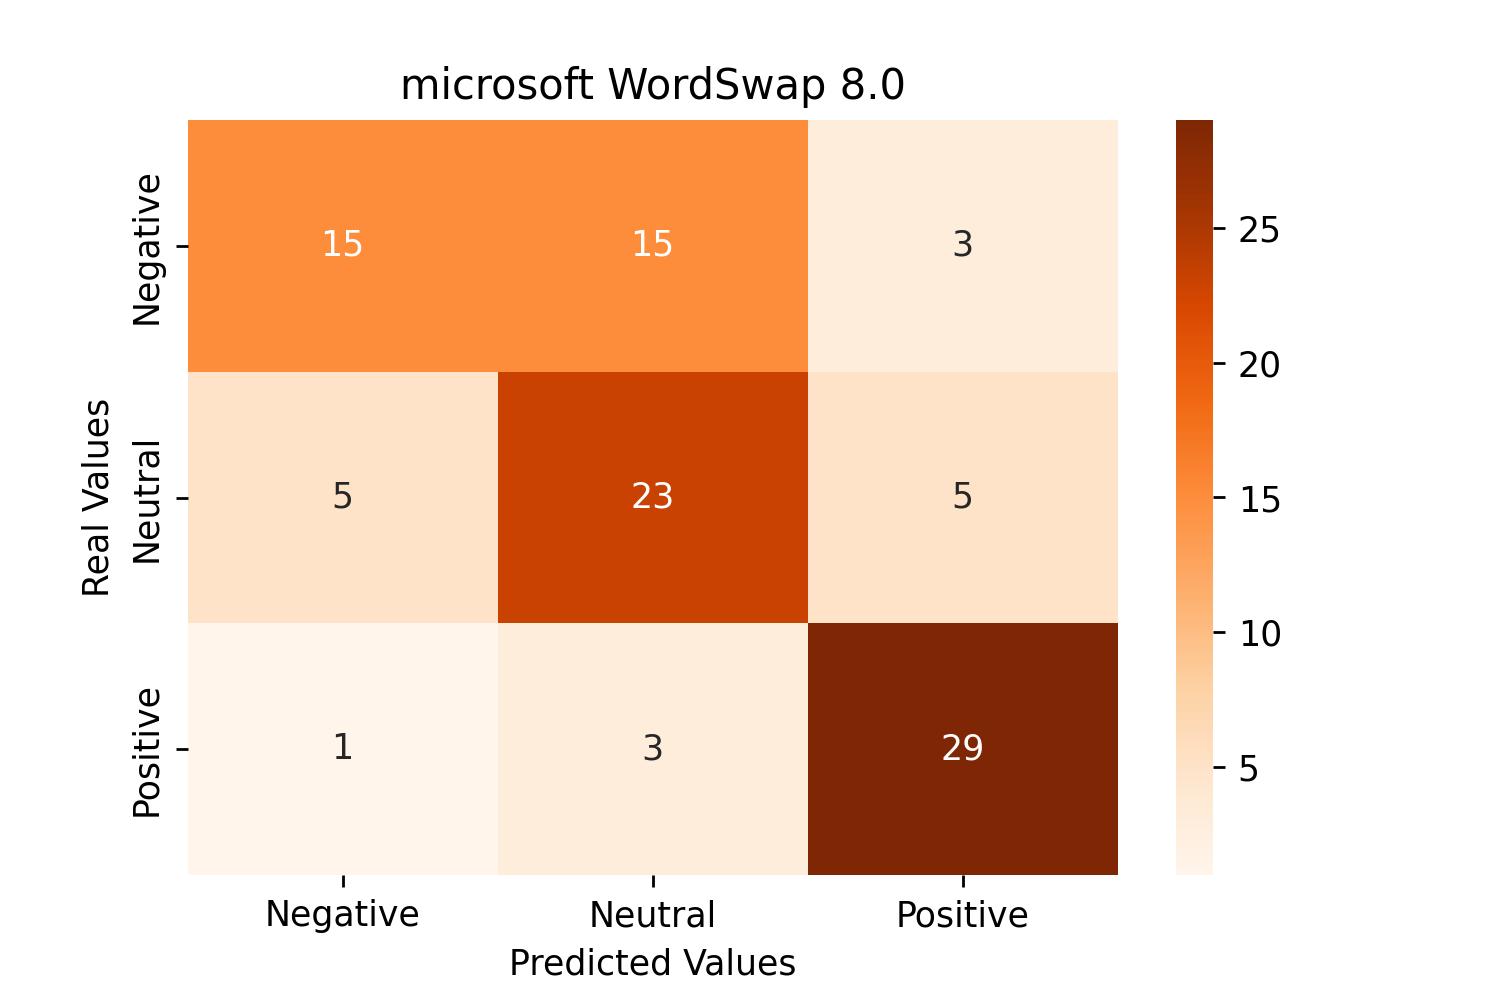 microsoft WordSwap 8.0
Real Values
Negative
Neutral
Positive
15 15 3
5 23 5
1 3 29
Negative Neutral Positive
Predicted Values
25
20
15
10
5